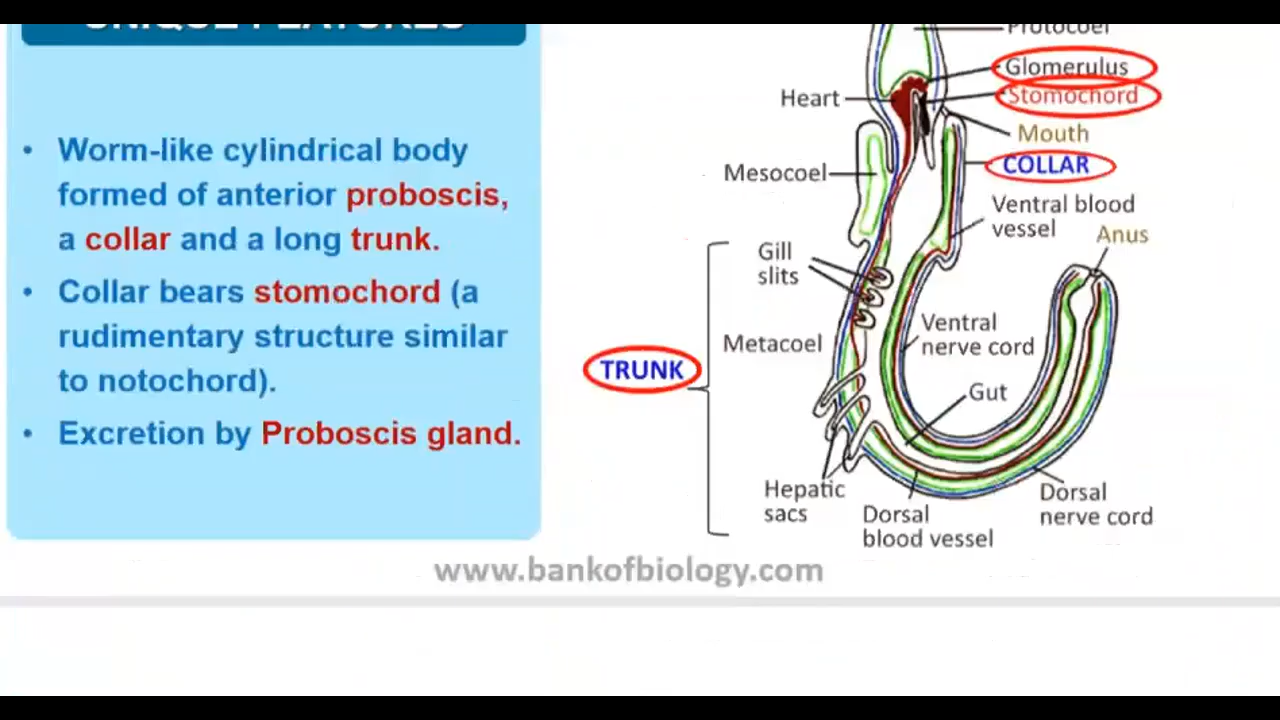 UNIQUE FEATURES
• Worm-like cylindrical body
formed of anterior proboscis,
a collar and a long trunk.
• Collar bears stomochord (a
rudimentary structure similar
to notochord).
• Excretion by Proboscis gland.
Protocoel
Glomerulus
Heart
Stomochord
Mouth
Mesocoel
COLLAR
Ventral blood
vessel
Anus
Gill
slits
Metacoel
Ventral
nerve cord
TRUNK
Gut
Hepatic
sacs
Dorsal
blood vessel
Dorsal
nerve cord
www.bankofbiology.com